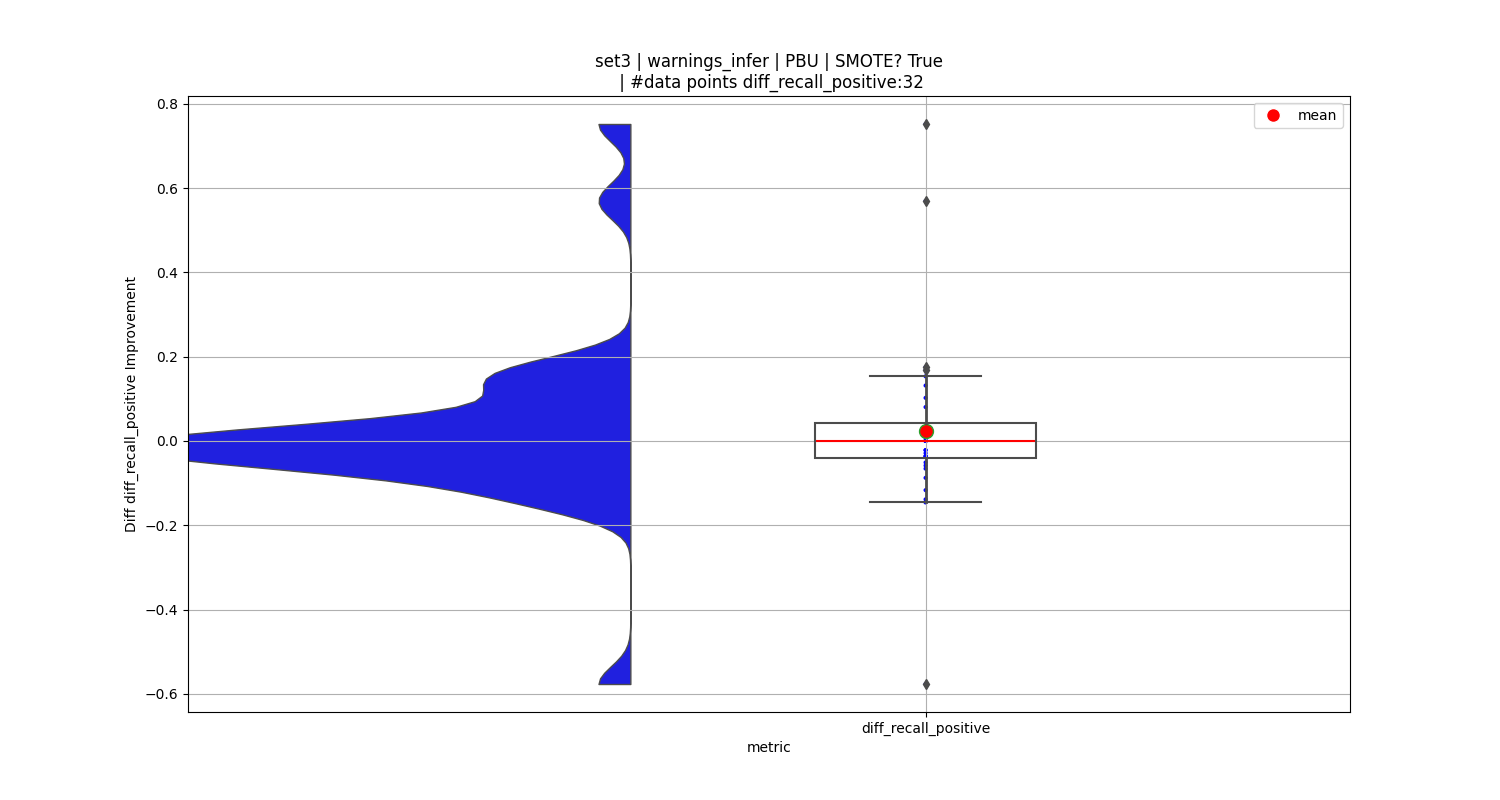 set3 | warnings_infer | PBU | SMOTE? True
| #data points diff_recall_positive:32
mean
0.8
0.6
0.4
0.2
0.0
−0.2
−0.4
−0.6
Diff diff_recall_positive Improvement
diff_recall_positive
metric